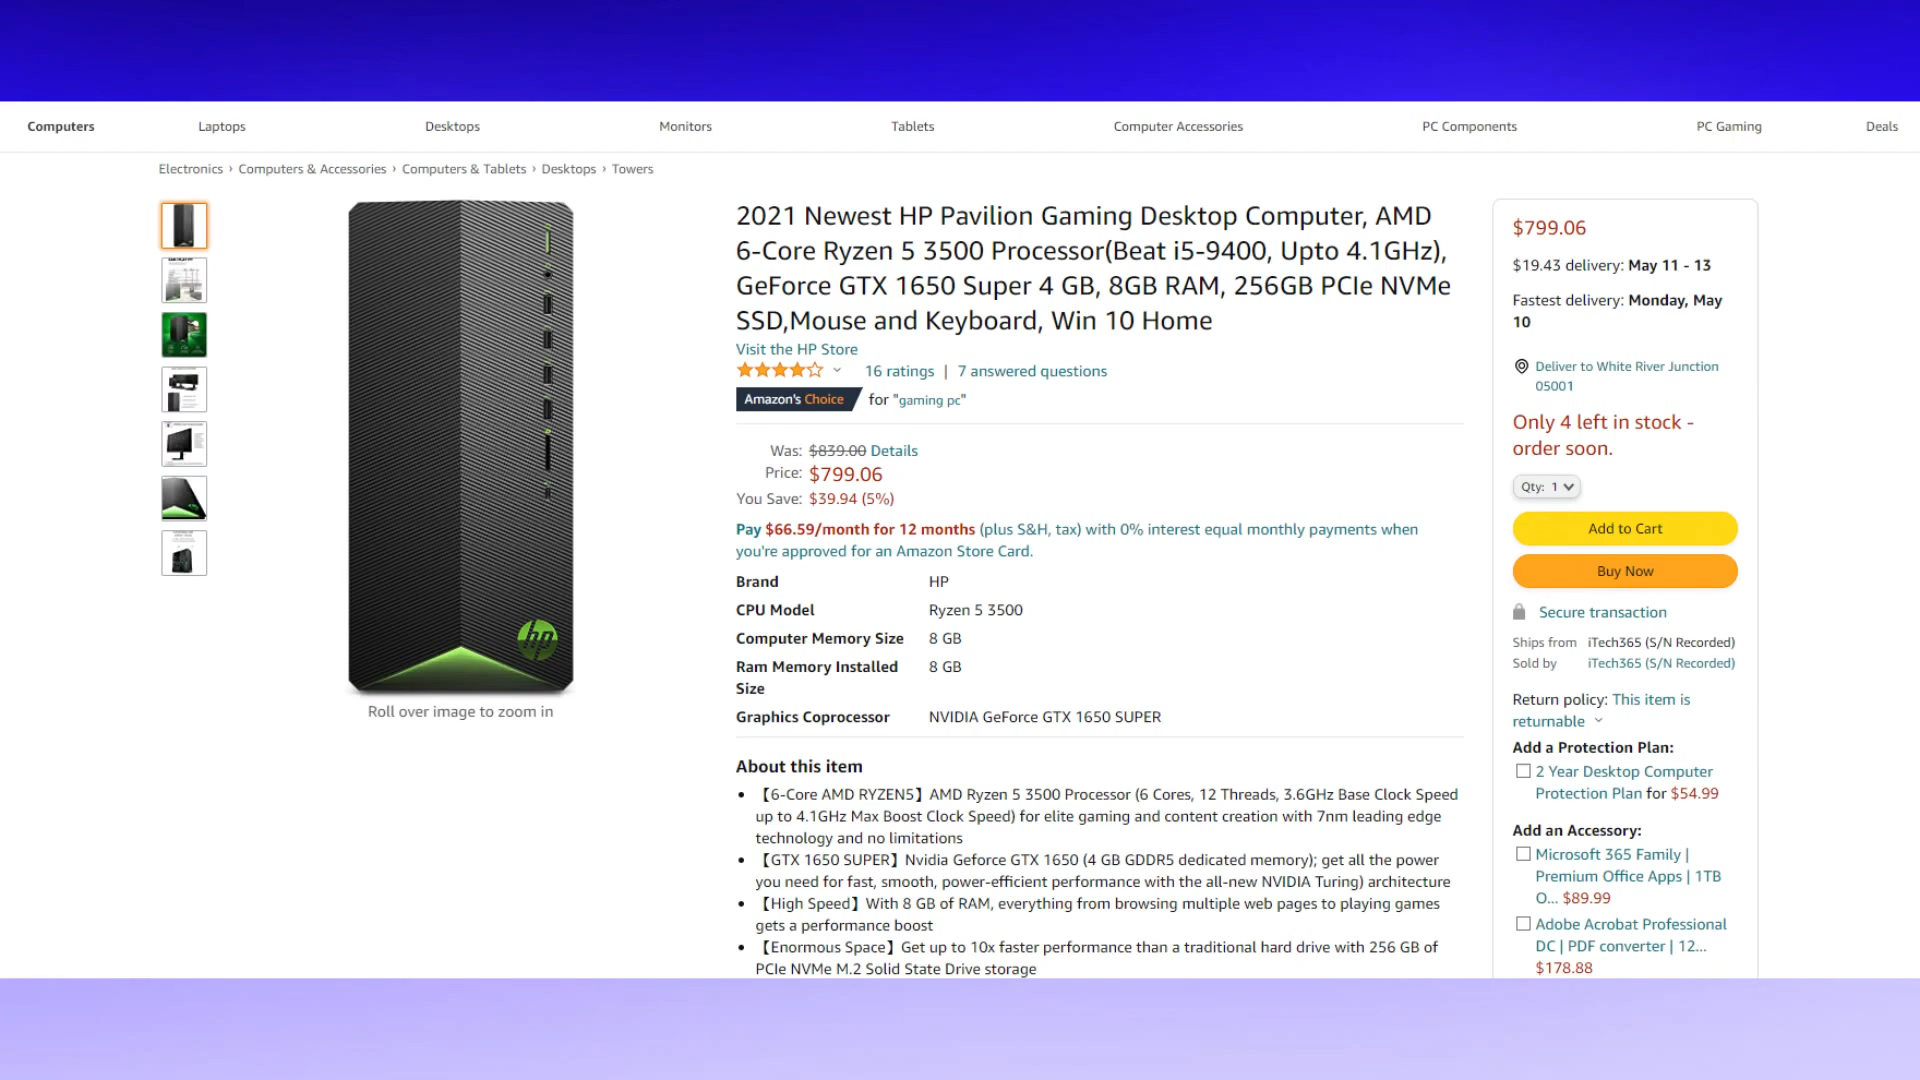 Computers Laptops Desktops Monitors Tablets Computer Accessories PC Components PC Gaming Deals
Electronics › Computers & Accessories › Computers & Tablets › Desktops › Towers
hp
Roll over image to zoom in
2021 Newest HP Pavilion Gaming Desktop Computer, AMD
6-Core Ryzen 5 3500 Processor(Beat i5-9400, Upto 4.1GHz),
GeForce GTX 1650 Super 4 GB, 8GB RAM, 256GB PCIe NVMe
SSD,Mouse and Keyboard, Win 10 Home
Visit the HP Store
16 ratings | 7 answered questions
Amazon's Choice for "gaming pc"
Was: $839.00 Details
Price: $799.06
You Save: $39.94 (5%)
Pay $66.59/month for 12 months (plus S&H, tax) with 0% interest equal monthly payments when
you're approved for an Amazon Store Card.
Brand HP
CPU Model Ryzen 5 3500
Computer Memory Size 8 GB
Ram Memory Installed 8 GB
Size
Graphics Coprocessor NVIDIA GeForce GTX 1650 SUPER
About this item
• 【6-Core AMD RYZEN5】AMD Ryzen 5 3500 Processor (6 Cores, 12 Threads, 3.6GHz Base Clock Speed
up to 4.1GHz Max Boost Clock Speed) for elite gaming and content creation with 7nm leading edge
technology and no limitations
• 【GTX 1650 SUPER】Nvidia Geforce GTX 1650 (4 GB GDDR5 dedicated memory); get all the power
you need for fast, smooth, power-efficient performance with the all-new NVIDIA Turing) architecture
• 【High Speed】With 8 GB of RAM, everything from browsing multiple web pages to playing games
gets a performance boost
• 【Enormous Space】Get up to 10x faster performance than a traditional hard drive with 256 GB of
PCIe NVMe M.2 Solid State Drive storage
$799.06
$19.43 delivery: May 11 - 13
Fastest delivery: Monday, May
10
Deliver to White River Junction
05001
Only 4 left in stock -
order soon.
Qty: 1
Add to Cart
Buy Now
Secure transaction
Ships from iTech365 (S/N Recorded)
Sold by iTech365 (S/N Recorded)
Return policy: This item is
returnable
Add a Protection Plan:
2 Year Desktop Computer
Protection Plan for $54.99
Add an Accessory:
Microsoft 365 Family |
Premium Office Apps | 1TB
O... $89.99
Adobe Acrobat Professional
DC | PDF converter | 12...
$178.88